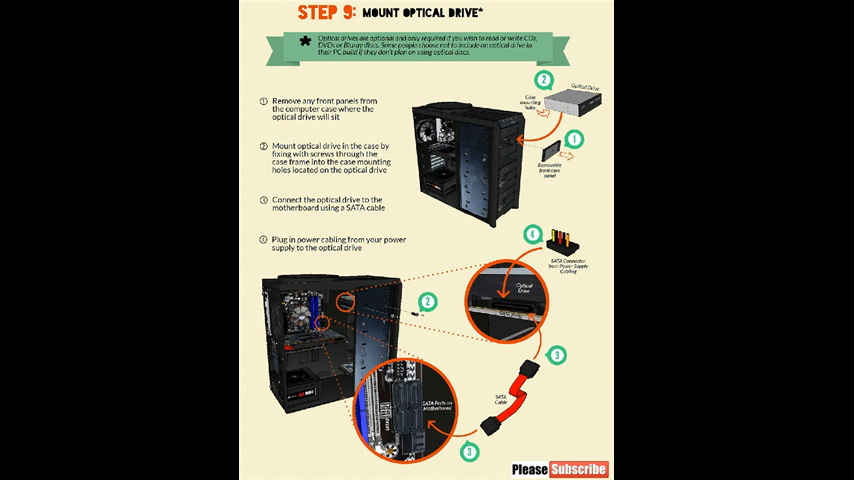 STEP 9: MOUNT OPTICAL DRIVE*
* Optical drives are optional and only required if you wish to read or write CDs,
DVDs or Bluray discs. Some people choose not to include an optical drive in
their PC build if they don't plan on using optical discs.
1 Remove any front panels from
the computer case where the
optical drive will sit
2 Mount optical drive in the case by
fixing with screws through the
case frame into the case mounting
holes located on the optical drive
3 Connect the optical drive to the
motherboard using a SATA cable
4 Plug in power cabling from your power
supply to the optical drive
2
Optical Drive
Case
mounting
holes
1
Removable
front case
panel
4
SATA Connector
from Power Supply
Cabling
Optical
Drive
2
3
SATA
Cable
SATA Ports on
Motherboard
3
Please Subscribe